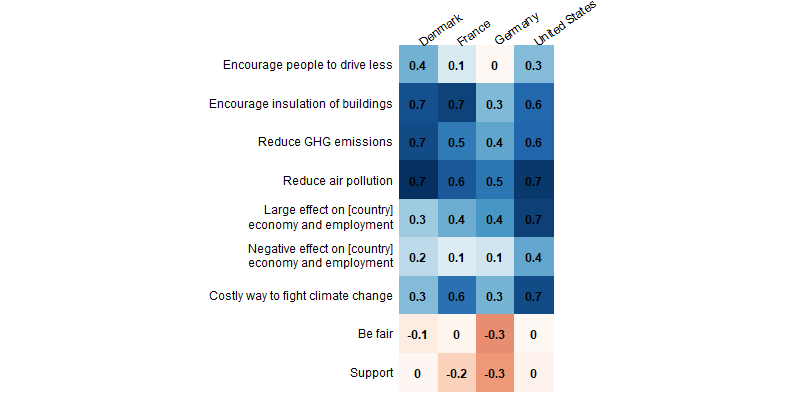 Denmark France Germany United States
Encourage people to drive less 0.4 0.1 0 0.3
Encourage insulation of buildings 0.7 0.7 0.3 0.6
Reduce GHG emissions 0.7 0.5 0.4 0.6
Reduce air pollution 0.7 0.6 0.5 0.7
Large effect on [country]
economy and employment 0.3 0.4 0.4 0.7
Negative effect on [country]
economy and employment 0.2 0.1 0.1 0.4
Costly way to fight climate change 0.3 0.6 0.3 0.7
Be fair -0.1 0 -0.3 0
Support 0 -0.2 -0.3 0